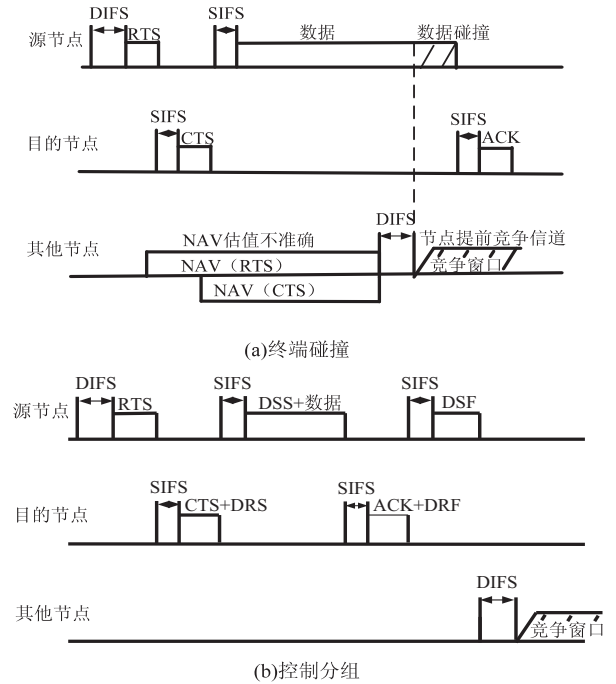 DIFS
RTS
SIFS
数据
数据碰撞
源节点
SIFS
CTS
SIFS
ACK
目的节点
DIFS
其他节点
NAV估值不准确
节点提前竞争信道
NAV（RTS）
竞争窗口
NAV（CTS）
(a)终端碰撞
DIFS
RTS
SIFS
DSS+数据
SIFS
DSF
源节点
SIFS
CTS+DRS
SIFS
ACK+DRF
目的节点
DIFS
其他节点
竞争窗口
(b)控制分组